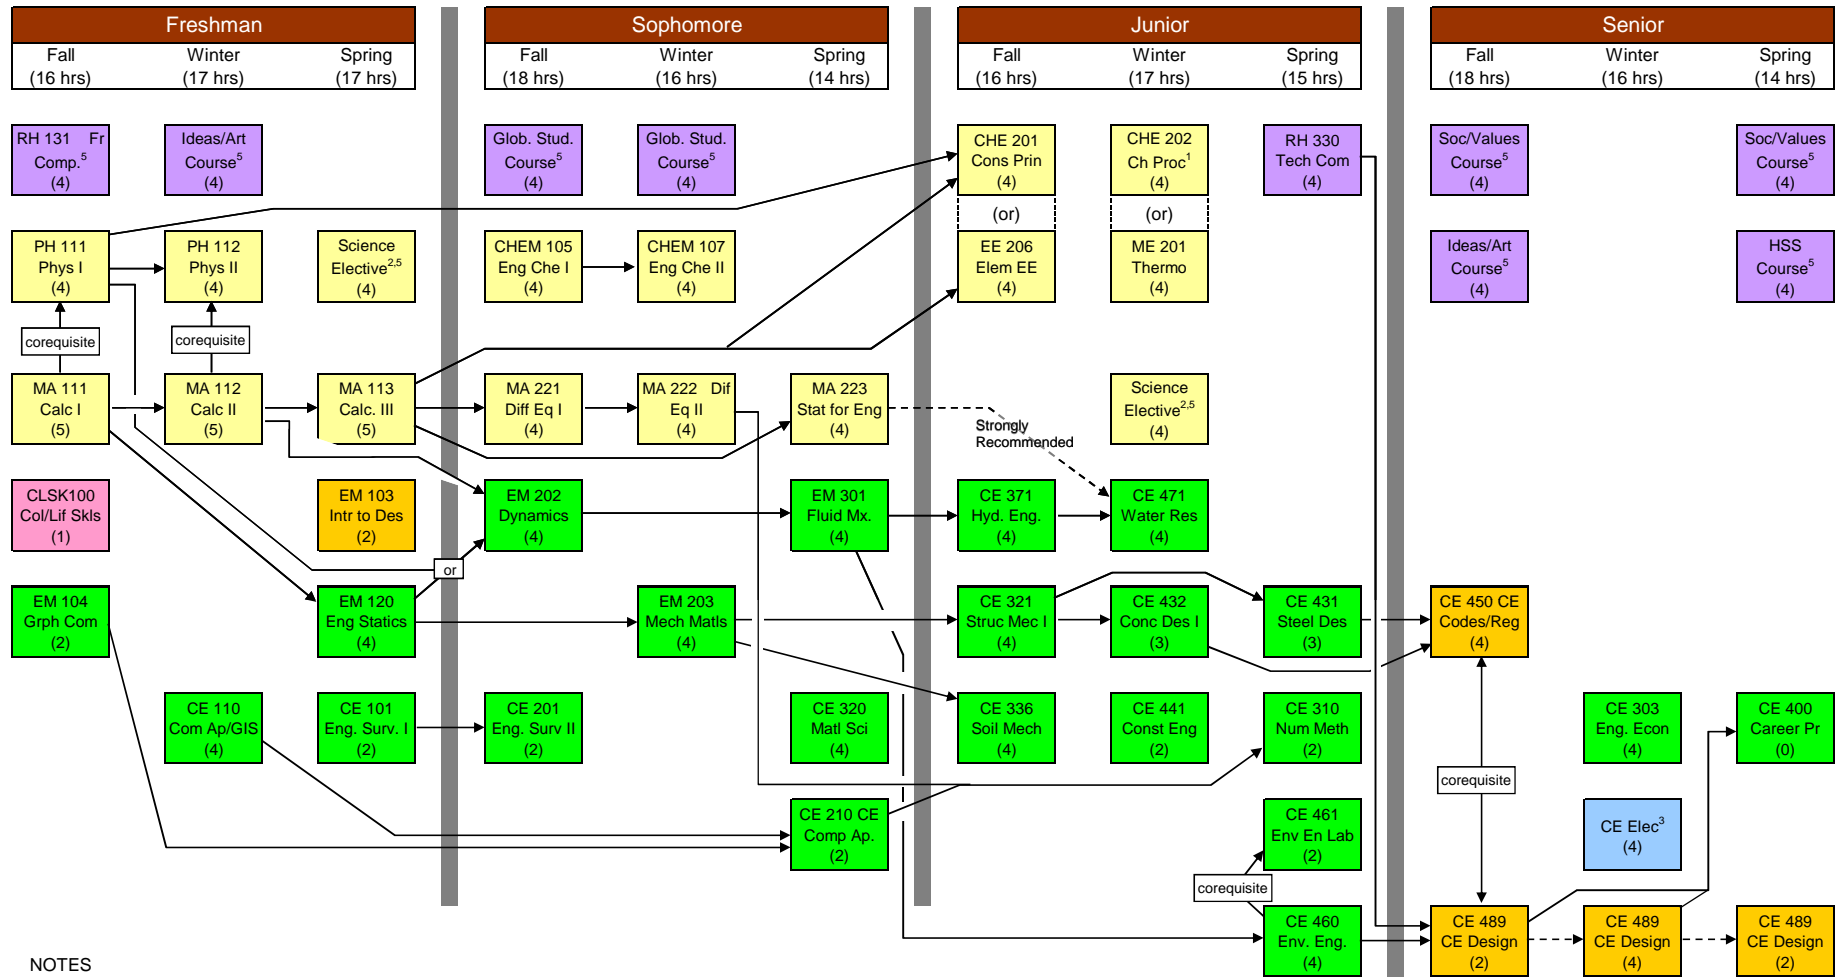 Freshman
Sophomore
Junior
Senior
Fall
Winter
Spring
Fall
Winter
Spring
Fall
Winter
Spring
Fall
Winter
Spring
(16 hrs)
(17 hrs)
(17 hrs)
(18 hrs)
(16 hrs)
(14 hrs)
(16 hrs)
(17 hrs)
(15 hrs)
(18 hrs)
(16 hrs)
(14 hrs)
RH 131 Fr
Comp.5
(4)
Ideas/Art
Course5
(4)
Glob. Stud.
Course5
(4)
Glob. Stud.
Course5
(4)
CHE 201
Cons Prin
(4)
CHE 202
Ch Proc1
(4)
RH 330
Tech Com
(4)
Soc/Values
Course5
(4)
Soc/Values
Course5
(4)
(or)
(or)
PH 111
Phys I
(4)
PH 112
Phys II
(4)
Science
Elective2,5
(4)
CHEM 105
Eng Che I
(4)
CHEM 107
Eng Che II
(4)
EE 206
Elem EE
(4)
ME 201
Thermo
(4)
Ideas/Art
Course5
(4)
HSS
Course5
(4)
corequisite
corequisite
MA 111
Calc I
(5)
MA 112
Calc II
(5)
MA 113
Calc. III
(5)
MA 221
Diff Eq I
(4)
MA 222 Dif
Eq II
(4)
MA 223
Stat for Eng
(4)
Strongly
Recommended
Science
Elective2,5
(4)
CLSK100
Col/Lif Skls
(1)
EM 103
Intr to Des
(2)
EM 202
Dynamics
(4)
EM 301
Fluid Mx.
(4)
CE 371
Hyd. Eng.
(4)
CE 471
Water Res
(4)
or
EM 104
Grph Com
(2)
EM 120
Eng Statics
(4)
EM 203
Mech Matls
(4)
CE 321
Struc Mec I
(4)
CE 432
Conc Des I
(3)
CE 431
Steel Des
(3)
CE 450 CE
Codes/Reg
(4)
CE 110
Com Ap/GIS
(4)
CE 101
Eng. Surv. I
(2)
CE 201
Eng. Surv II
(2)
CE 320
Matl Sci
(4)
CE 336
Soil Mech
(4)
CE 441
Const Eng
(2)
CE 310
Num Meth
(2)
CE 303
Eng. Econ
(4)
CE 400
Career Pr
(0)
corequisite
CE 210 CE
Comp Ap.
(2)
CE 461
Env En Lab
(2)
CE Elec3
(4)
corequisite
CE 460
Env. Eng.
(4)
CE 489
CE Design
(2)
CE 489
CE Design
(4)
CE 489
CE Design
(2)
NOTES